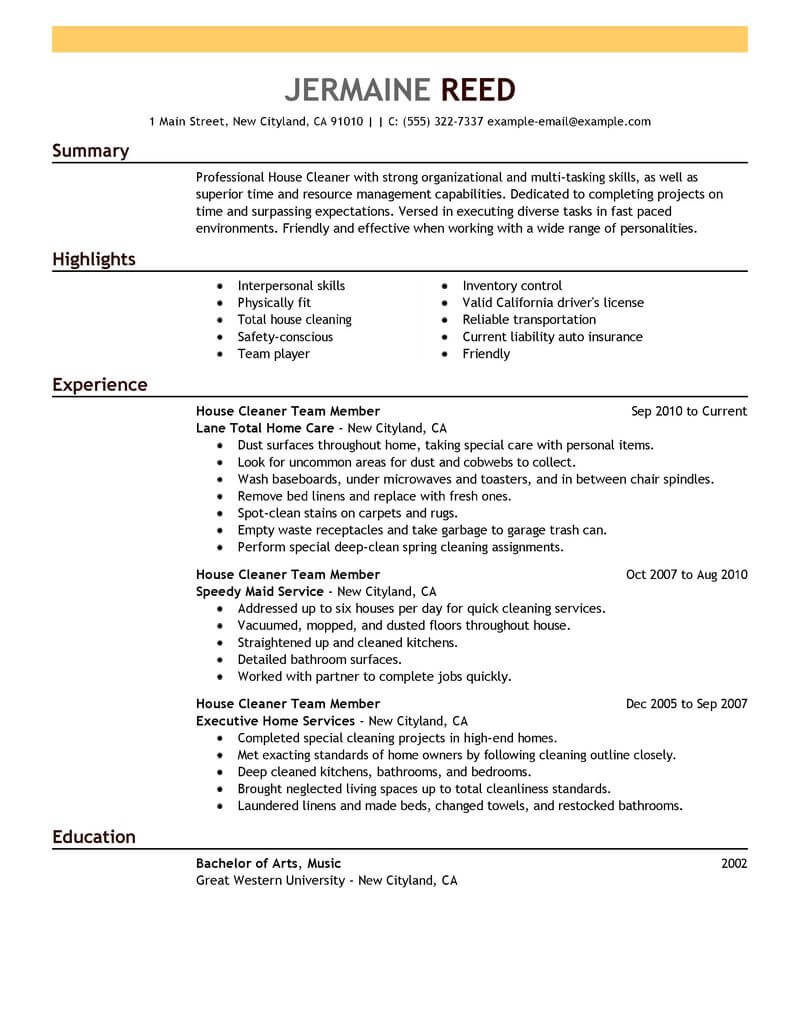 JERMAINE REED
1 Main Street, New Cityland, CA 91010 | | C: (555) 322-7337 example-email@example.com
Summary
Professional House Cleaner with strong organizational and multi-tasking skills, as well as
superior time and resource management capabilities. Dedicated to completing projects on
time and surpassing expectations. Versed in executing diverse tasks in fast paced
environments. Friendly and effective when working with a wide range of personalities.
Highlights
• Interpersonal skills
• Physically fit
• Total house cleaning
• Safety-conscious
• Team player
• Inventory control
• Valid California driver's license
• Reliable transportation
• Current liability auto insurance
• Friendly
Experience
House Cleaner Team Member Sep 2010 to Current
Lane Total Home Care - New Cityland, CA
• Dust surfaces throughout home, taking special care with personal items.
• Look for uncommon areas for dust and cobwebs to collect.
• Wash baseboards, under microwaves and toasters, and in between chair spindles.
• Remove bed linens and replace with fresh ones.
• Spot-clean stains on carpets and rugs.
• Empty waste receptacles and take garbage to garage trash can.
• Perform special deep-clean spring cleaning assignments.
House Cleaner Team Member Oct 2007 to Aug 2010
Speedy Maid Service - New Cityland, CA
• Addressed up to six houses per day for quick cleaning services.
• Vacuumed, mopped, and dusted floors throughout house.
• Straightened up and cleaned kitchens.
• Detailed bathroom surfaces.
• Worked with partner to complete jobs quickly.
House Cleaner Team Member Dec 2005 to Sep 2007
Executive Home Services - New Cityland, CA
• Completed special cleaning projects in high-end homes.
• Met exacting standards of home owners by following cleaning outline closely.
• Deep cleaned kitchens, bathrooms, and bedrooms.
• Brought neglected living spaces up to total cleanliness standards.
• Laundered linens and made beds, changed towels, and restocked bathrooms.
Education
Bachelor of Arts, Music 2002
Great Western University - New Cityland, CA